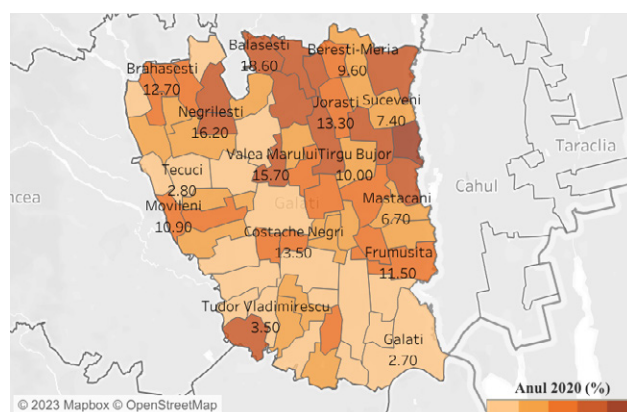 Balasesti
18.60
Beresti-Meria
9.60
Brahasesti
12.70
Negrilesti
16.20
Jorasti
13.30
Suceveni
7.40
Taraclia
Valea Marului
15.70
Tirgu Bujor
10.00
Tecuci
2.80
Cahul
ncea
Movileni
10.90
Galati
Mastacani
6.70
Costache Negri
13.50
Frumusita
11.50
Tudor Vladimirescu
3.50
Galati
2.70
Anul 2020 (%)
© 2023 Mapbox © OpenStreetMap